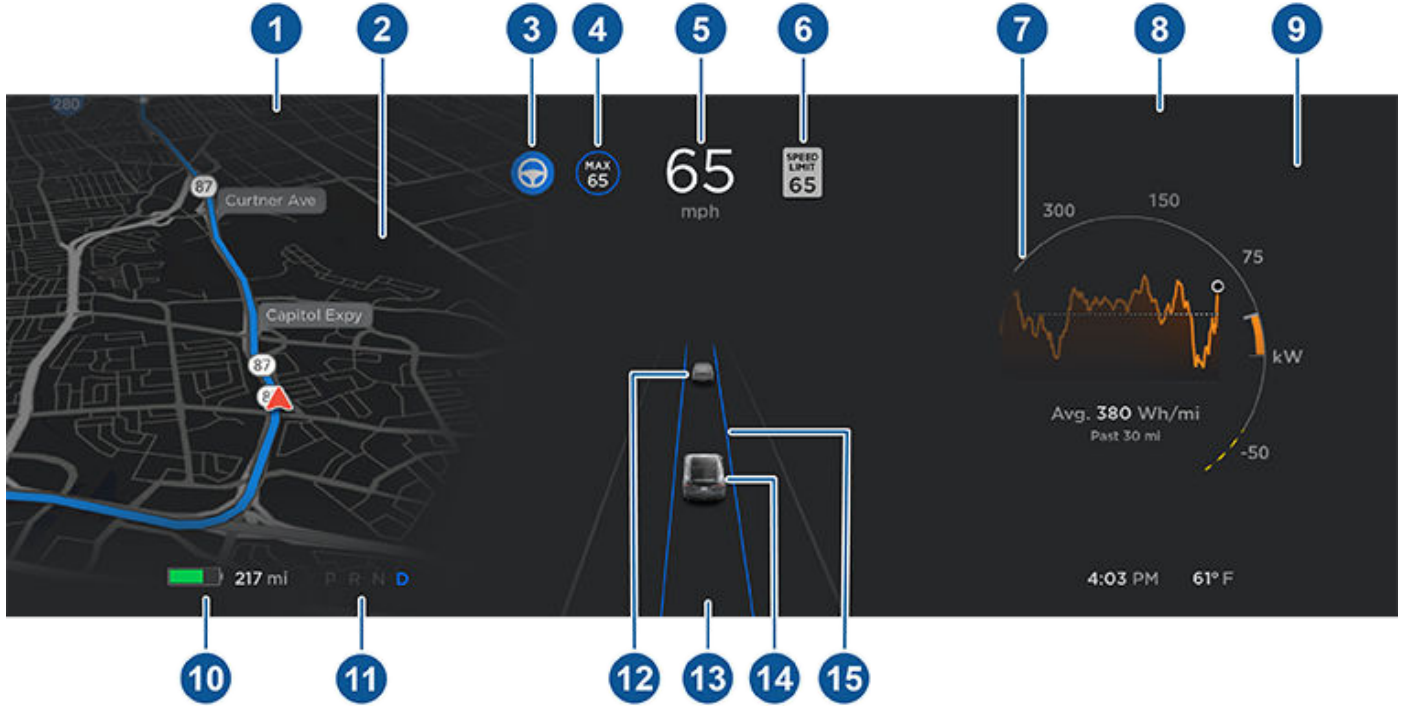 1 2 3 4 5 6 7 8 9
280
87
Curtner Ave
Capitol Expy
87
8
MAX
65
65
mph
SPEED
LIMIT
65
300 150
75
kW
-50
Avg. 380 Wh/mi
Past 30 mi
217 mi P R N D
4:03 PM 61° F
10 11 12 13 14 15